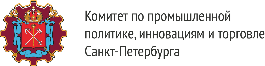 Комитет по промышленной
политике, инновациям и торговле
Санкт-Петербурга